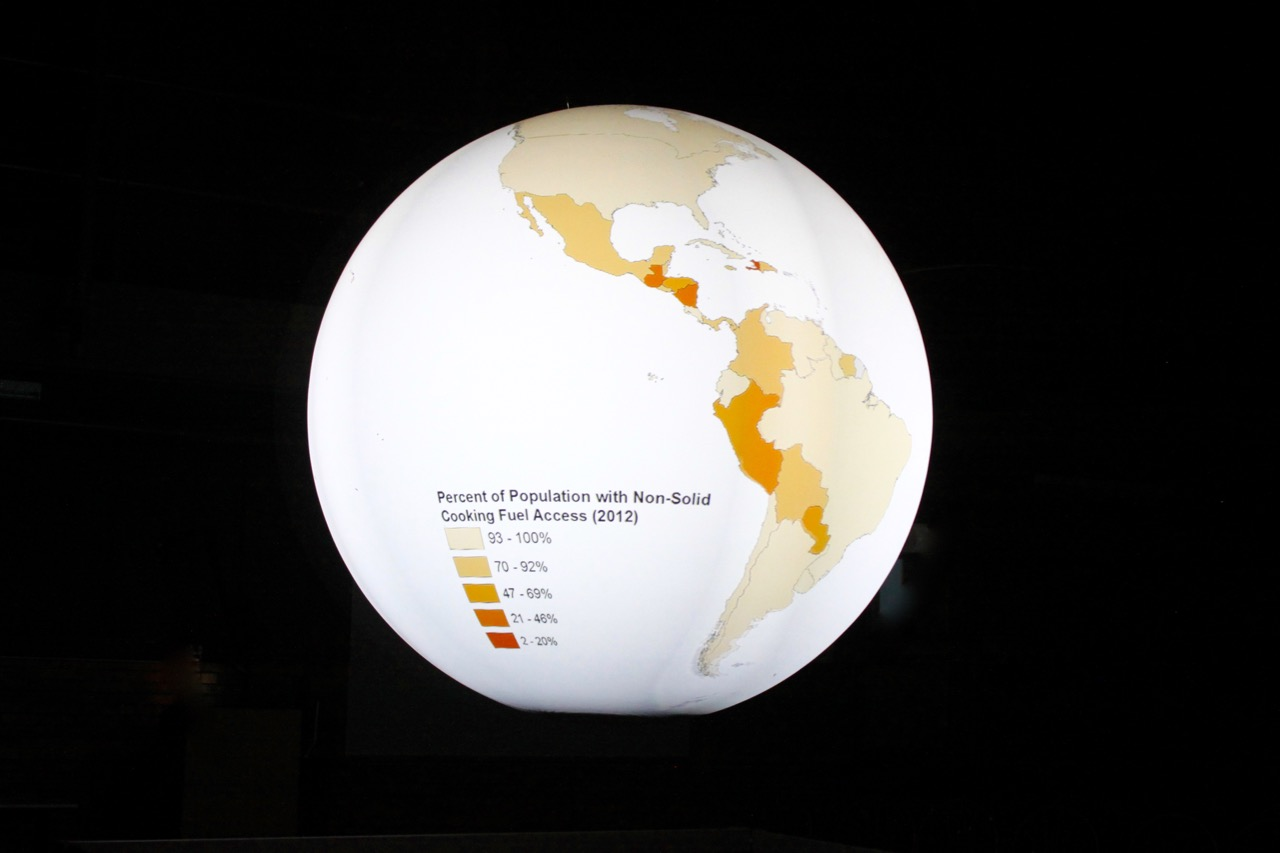 Percent of Population with Non-Solid
Cooking Fuel Access (2012)
93 - 100%
70 - 92%
47 - 69%
21 - 46%
2 - 20%